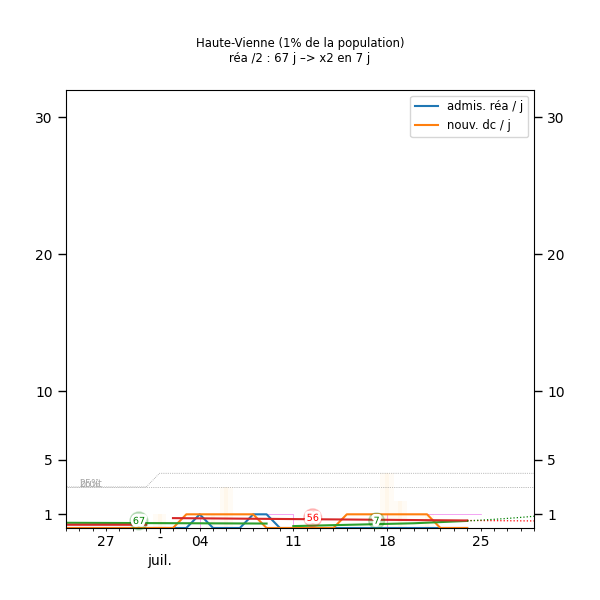 Haute-Vienne (1% de la population)
réa /2 : 67 j –> x2 en 7 j
admis. réa / j
nouv. dc / j
30 30
20 20
10 10
5 5
1 1
67 56 7
27 - 04 11 18 25
juil.